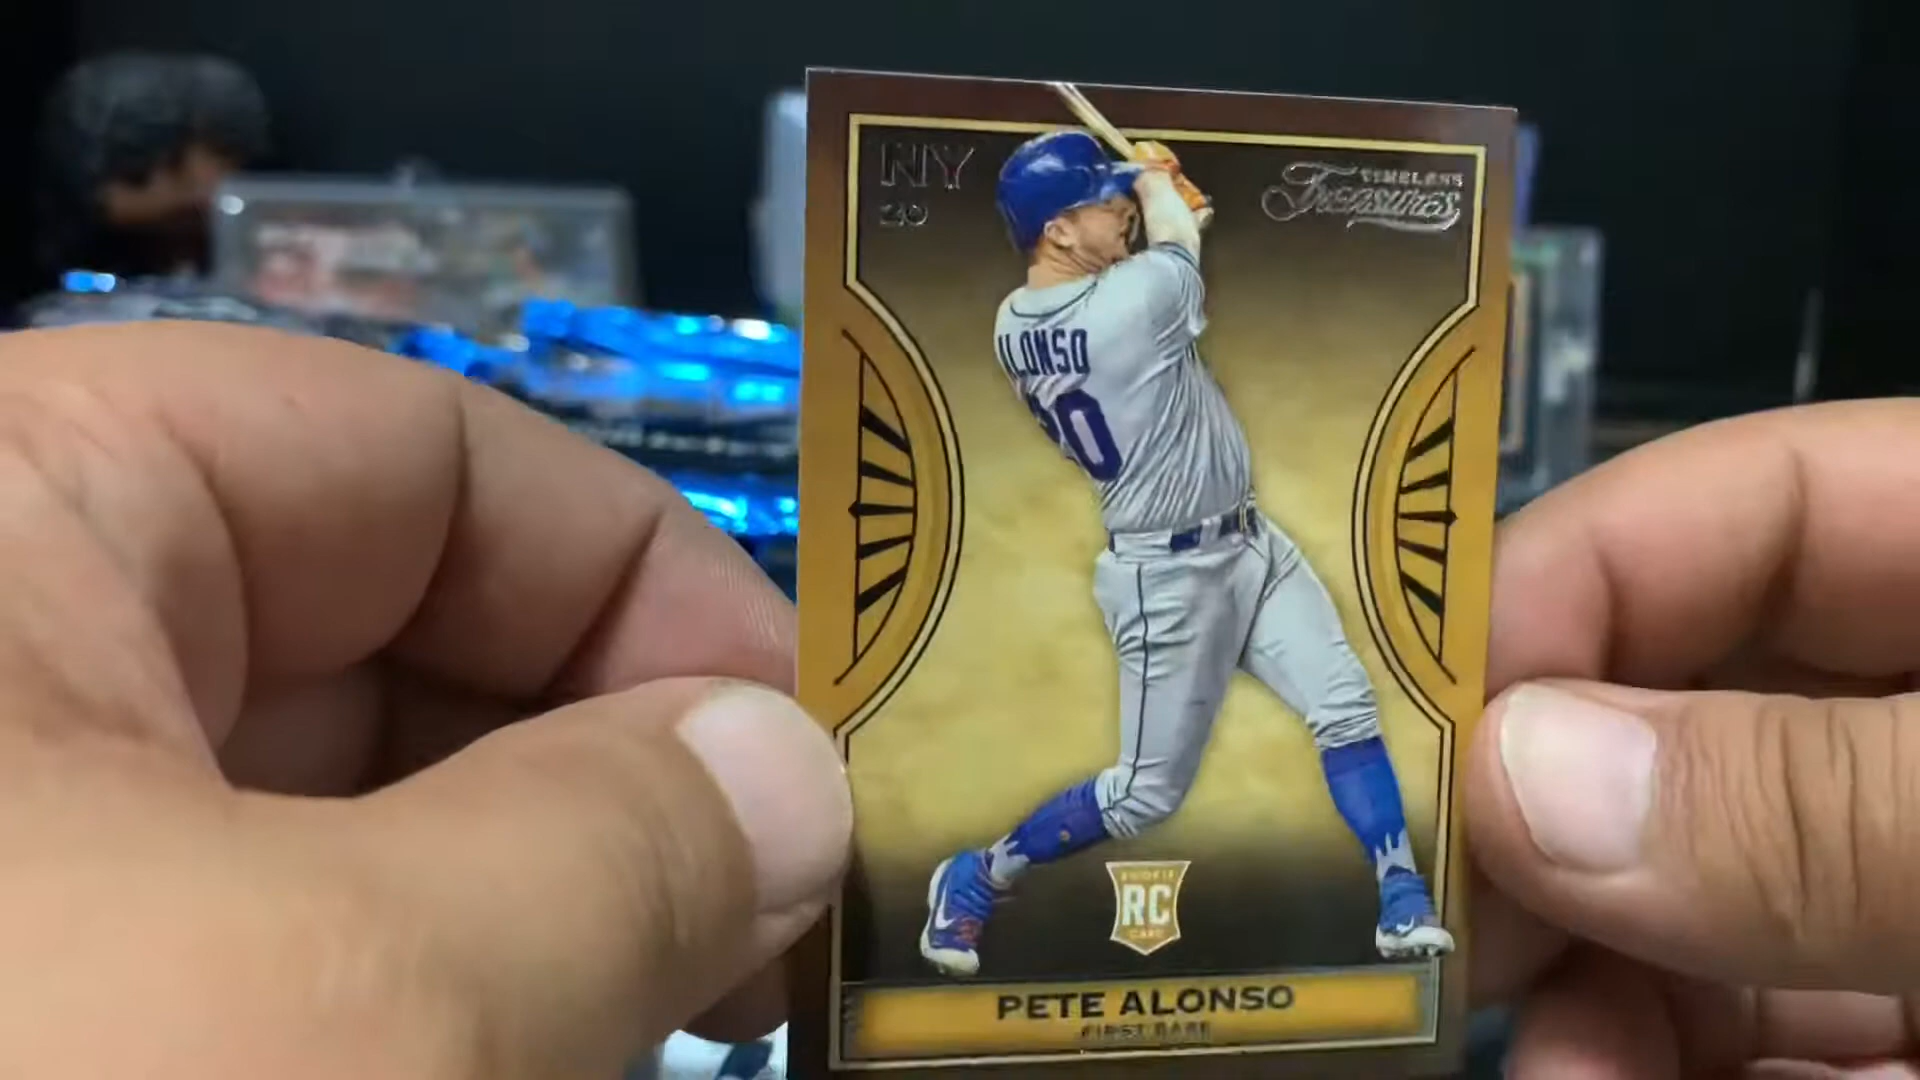 NY
20
TIMELESS
Treasures
ALONSO
20
ROOKIE
RC
CARD
PETE ALONSO
FIRST BASE